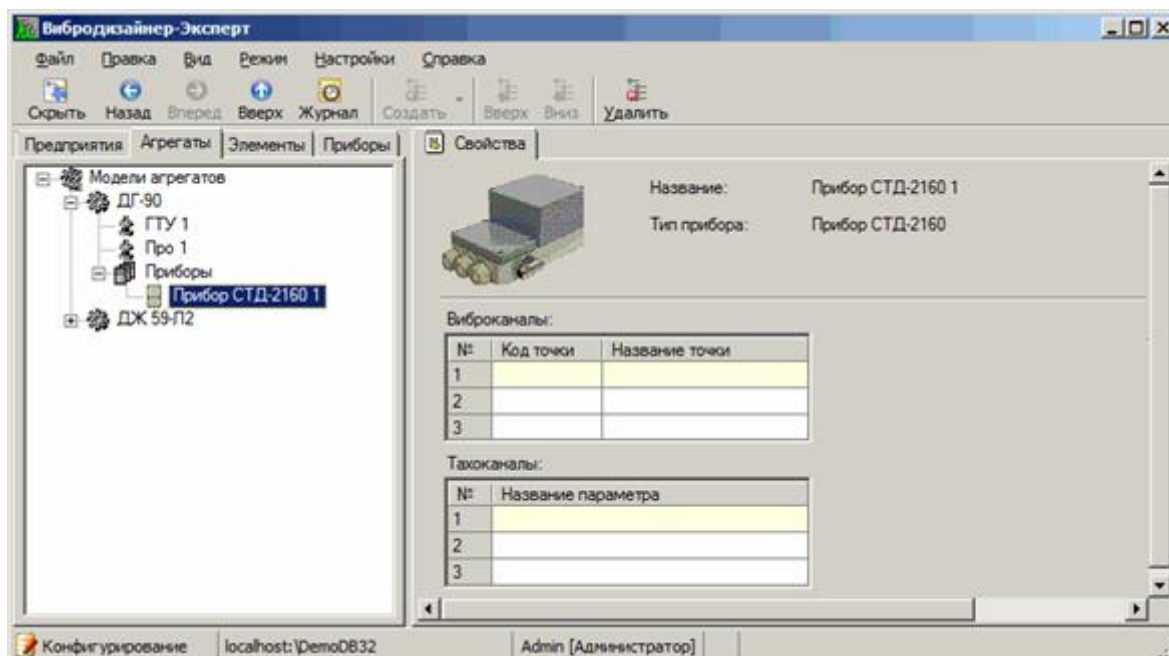 Вибродизайнер-Эксперт
Файл Правка Вид Режим Настройки Справка
Скрыть Назад Вперед Вверх Журнал Создать Вверх Вниз Удалить
Предприятия Агрегаты Элементы Приборы
Модели агрегатов
ДГ-90
ГТУ 1
Про 1
Приборы
Прибор СТД-2160 1
ДЖ 59-П2
Свойства
Название: Прибор СТД-2160 1
Тип прибора: Прибор СТД-2160
Виброканалы:
№ Код точки Название точки
1
2
3
Тахоканалы:
№ Название параметра
1
2
3
Конфигурирование localhost:\DemoDB32 Admin [Администратор]